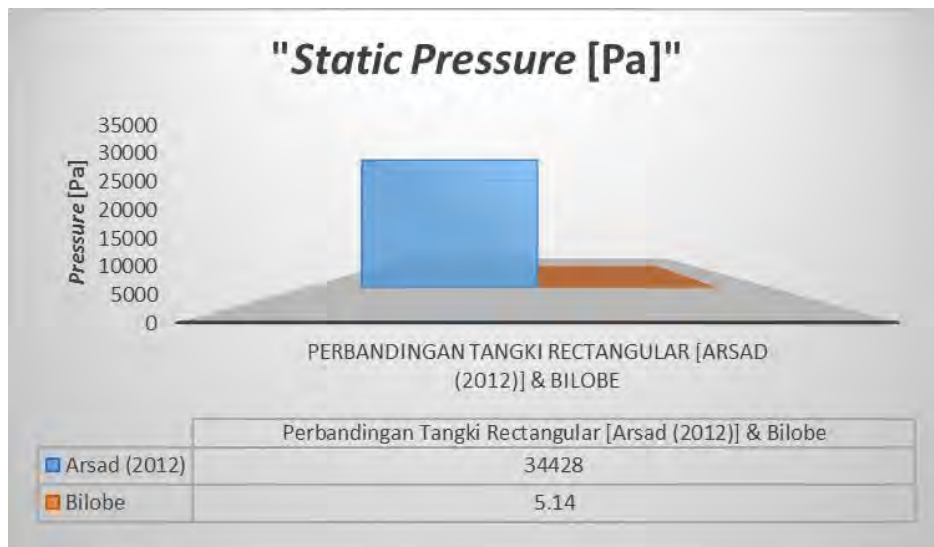 "Static Pressure [Pa]"
Pressure [Pa]
35000
30000
25000
20000
15000
10000
5000
0
PERBANDINGAN TANGKI RECTANGULAR [ARSAD
(2012)] & BILOBE
Perbandingan Tangki Rectangular [Arsad (2012)] & Bilobe
Arsad (2012) 34428
Bilobe 5.14